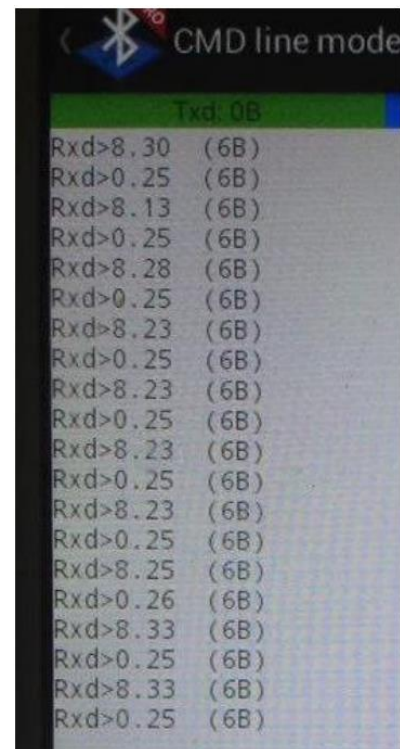 CMD line mode
Txd: 0B
Rxd>8.30 (6B)
Rxd>0.25 (6B)
Rxd>8.13 (6B)
Rxd>0.25 (6B)
Rxd>8.28 (6B)
Rxd>0.25 (6B)
Rxd>8.23 (6B)
Rxd>0.25 (6B)
Rxd>8.23 (6B)
Rxd>0.25 (6B)
Rxd>8.23 (6B)
Rxd>0.25 (6B)
Rxd>8.23 (6B)
Rxd>0.25 (6B)
Rxd>8.25 (6B)
Rxd>0.26 (6B)
Rxd>8.33 (6B)
Rxd>0.25 (6B)
Rxd>8.33 (6B)
Rxd>0.25 (6B)